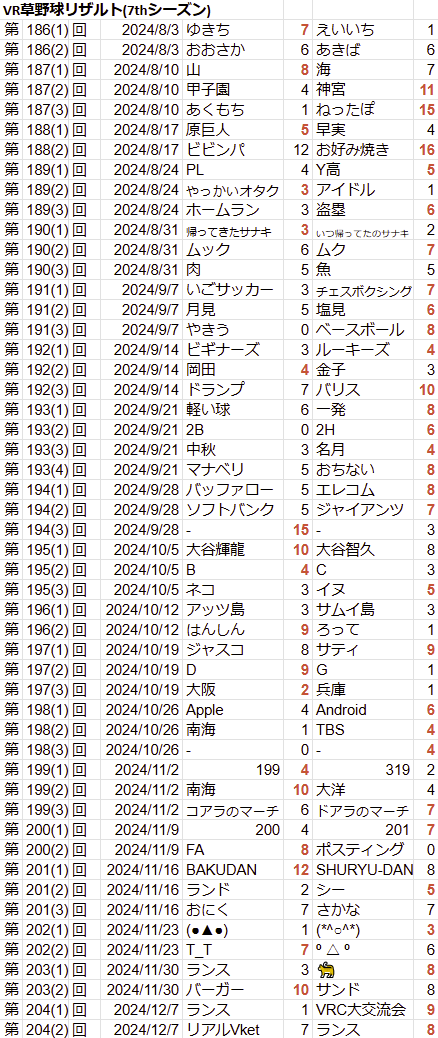 VR草野球リザルト(7thシーズン)
第 186(1) 回 2024/8/3 ゆきち 7 えいいち 1
第 186(2) 回 2024/8/3 おおさか 6 あきば 6
第 187(1) 回 2024/8/10 山 8 海 7
第 187(2) 回 2024/8/10 甲子園 4 神宮 11
第 187(3) 回 2024/8/10 あくもち 1 ねったぽ 15
第 188(1) 回 2024/8/17 原巨人 5 早実 4
第 188(2) 回 2024/8/17 ビビンパ 12 お好み焼き 16
第 189(1) 回 2024/8/24 PL 4 Y高 5
第 189(2) 回 2024/8/24 やっかいオタク 3 アイドル 1
第 189(3) 回 2024/8/24 ホームラン 3 盗塁 6
第 190(1) 回 2024/8/31 帰ってきたサナキ 3 いつ帰ってたのサナキ 2
第 190(2) 回 2024/8/31 ムック 6 ムク 7
第 190(3) 回 2024/8/31 肉 5 魚 5
第 191(1) 回 2024/9/7 いごサッカー 3 チェスボクシング 7
第 191(2) 回 2024/9/7 月見 5 塩見 6
第 191(3) 回 2024/9/7 やきう 0 ベースボール 8
第 192(1) 回 2024/9/14 ビギナーズ 3 ルーキーズ 4
第 192(2) 回 2024/9/14 岡田 4 金子 3
第 192(3) 回 2024/9/14 ドランプ 7 バリス 10
第 193(1) 回 2024/9/21 軽い球 6 一発 8
第 193(2) 回 2024/9/21 2B 0 2H 6
第 193(3) 回 2024/9/21 中秋 3 名月 4
第 193(4) 回 2024/9/21 マナベリ 5 おちない 8
第 194(1) 回 2024/9/28 バッファロー 5 エレコム 8
第 194(2) 回 2024/9/28 ソフトバンク 5 ジャイアンツ 7
第 194(3) 回 2024/9/28 - 15 - 3
第 195(1) 回 2024/10/5 大谷輝龍 10 大谷智久 8
第 195(2) 回 2024/10/5 B 4 C 3
第 195(3) 回 2024/10/5 ネコ 3 イヌ 5
第 196(1) 回 2024/10/12 アッツ島 3 サムイ島 3
第 196(2) 回 2024/10/12 はんしん 9 ろって 1
第 197(1) 回 2024/10/19 ジャスコ 8 サティ 9
第 197(2) 回 2024/10/19 D 9 G 1
第 197(3) 回 2024/10/19 大阪 2 兵庫 1
第 198(1) 回 2024/10/26 Apple 4 Android 6
第 198(2) 回 2024/10/26 南海 1 TBS 4
第 198(3) 回 2024/10/26 - 0 - 4
第 199(1) 回 2024/11/2 199 4 319 2
第 199(2) 回 2024/11/2 南海 10 大洋 4
第 199(3) 回 2024/11/2 コアラのマーチ 6 ドアラのマーチ 7
第 200(1) 回 2024/11/9 200 4 201 7
第 200(2) 回 2024/11/9 FA 8 ポスティング 0
第 201(1) 回 2024/11/16 BAKUDAN 12 SHURYU-DAN 8
第 201(2) 回 2024/11/16 ランド 2 シー 5
第 201(3) 回 2024/11/16 おにく 7 さかな 7
第 202(1) 回 2024/11/23 (●▲●) 1 (*^○^*) 3
第 202(2) 回 2024/11/23 T_T 7 º △ º 6
第 203(1) 回 2024/11/30 ランス 3 🐆 8
第 203(2) 回 2024/11/30 バーガー 10 サンド 8
第 204(1) 回 2024/12/7 ランス 1 VRC大交流会 9
第 204(2) 回 2024/12/7 リアルVket 7 ランス 8